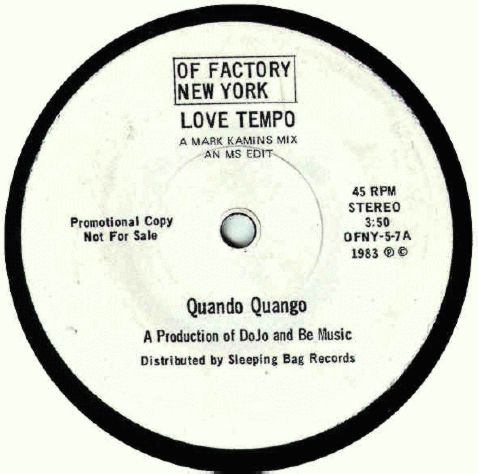 OF FACTORY
NEW YORK
LOVE TEMPO
A MARK KAMINS MIX
AN MS EDIT
Promotional Copy
Not For Sale
45 RPM
STEREO
3:50
OFNY-5-7A
1983 ℗ ©
Quando Quango
A Production of DoJo and Be Music
Distributed by Sleeping Bag Records